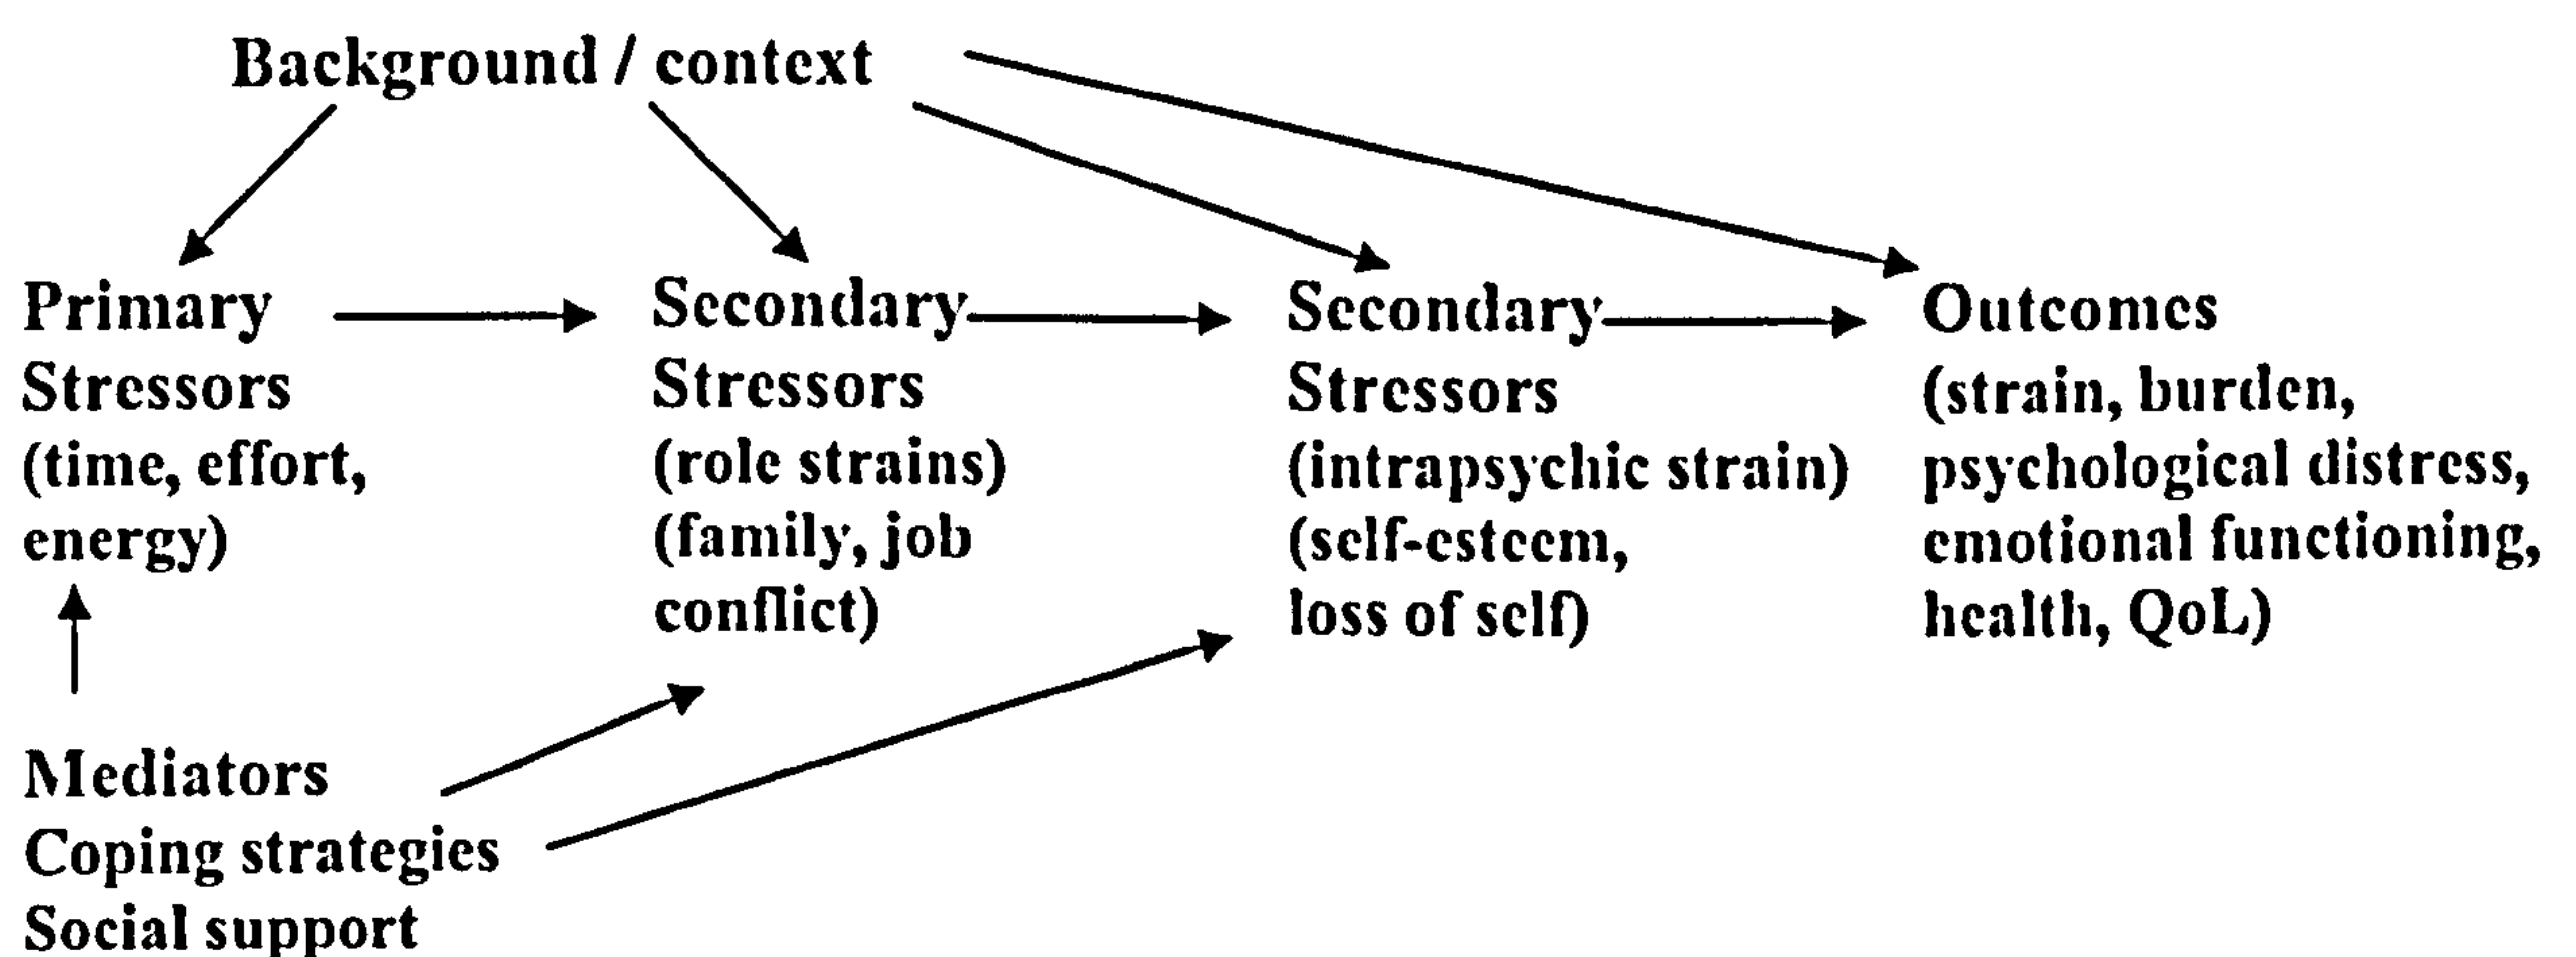 Background / context
Primary
Stressors
(time, effort,
energy)
Secondary
Stressors
(role strains)
(family, job
conflict)
Secondary
Stressors
(intrapsychic strain)
(self-esteem,
loss of self)
Outcomes
(strain, burden,
psychological distress,
emotional functioning,
health, QoL)
Mediators
Coping strategies
Social support